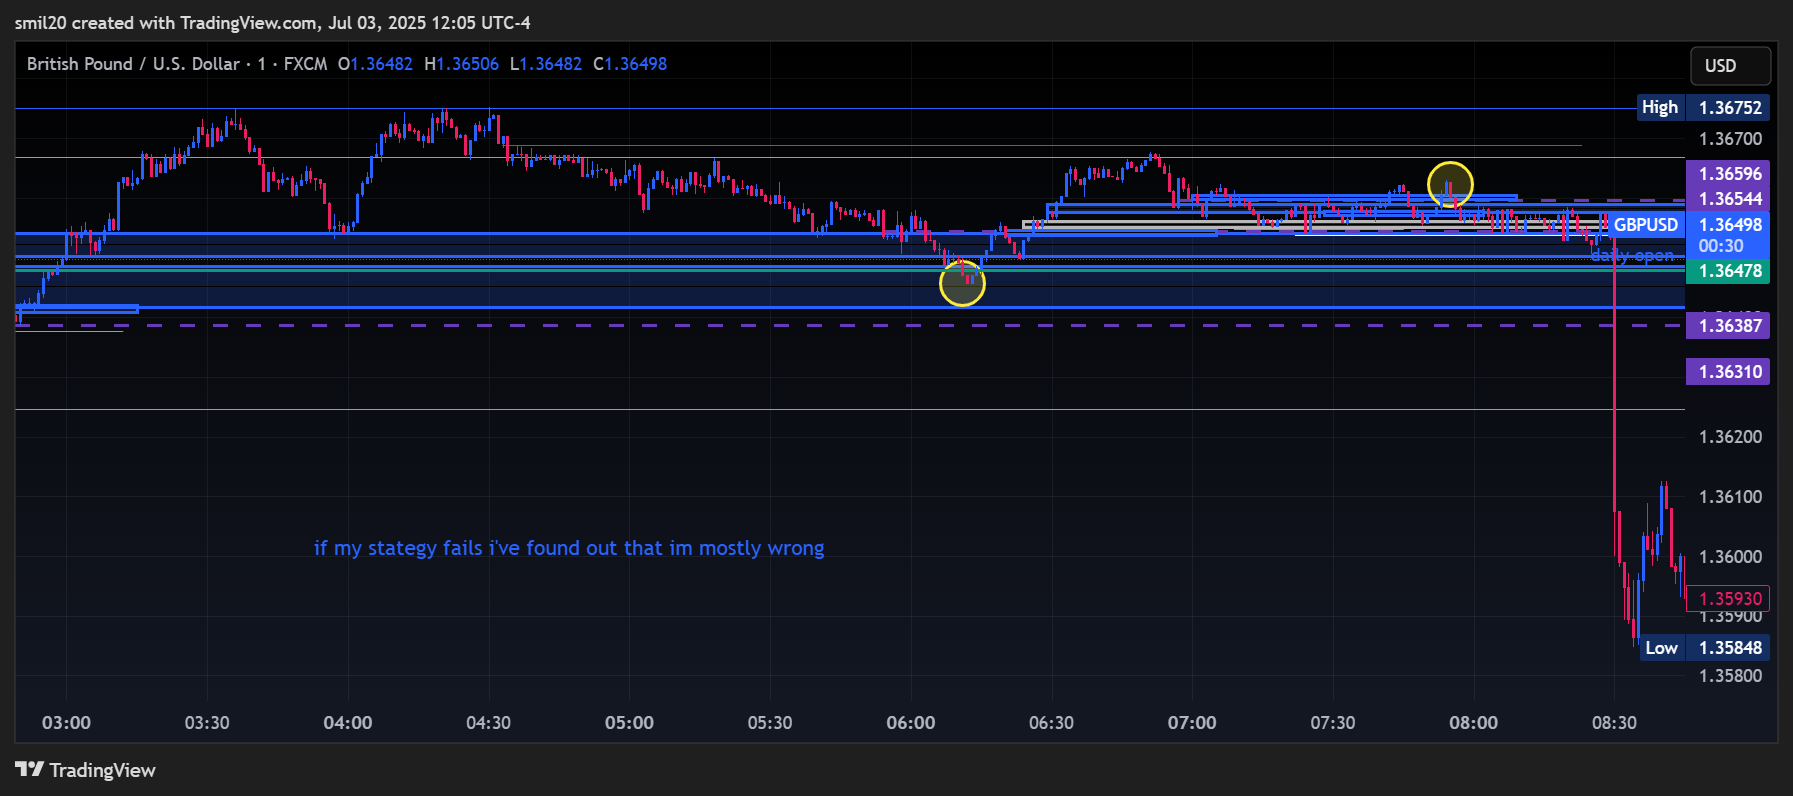 smil20 created with TradingView.com, Jul 03, 2025 12:05 UTC-4
British Pound / U.S. Dollar · 1 · FXCM O1.36482 H1.36506 L1.36482 C1.36498
USD
High 1.36752
1.36700
1.36596
1.36544
GBPUSD 1.36498
00:30
daily open
1.36478
1.36387
1.36310
1.36200
1.36100
if my stategy fails i've found out that im mostly wrong
1.36000
1.35930
1.35900
Low 1.35848
1.35800
03:00 03:30 04:00 04:30 05:00 05:30 06:00 06:30 07:00 07:30 08:00 08:30
TradingView